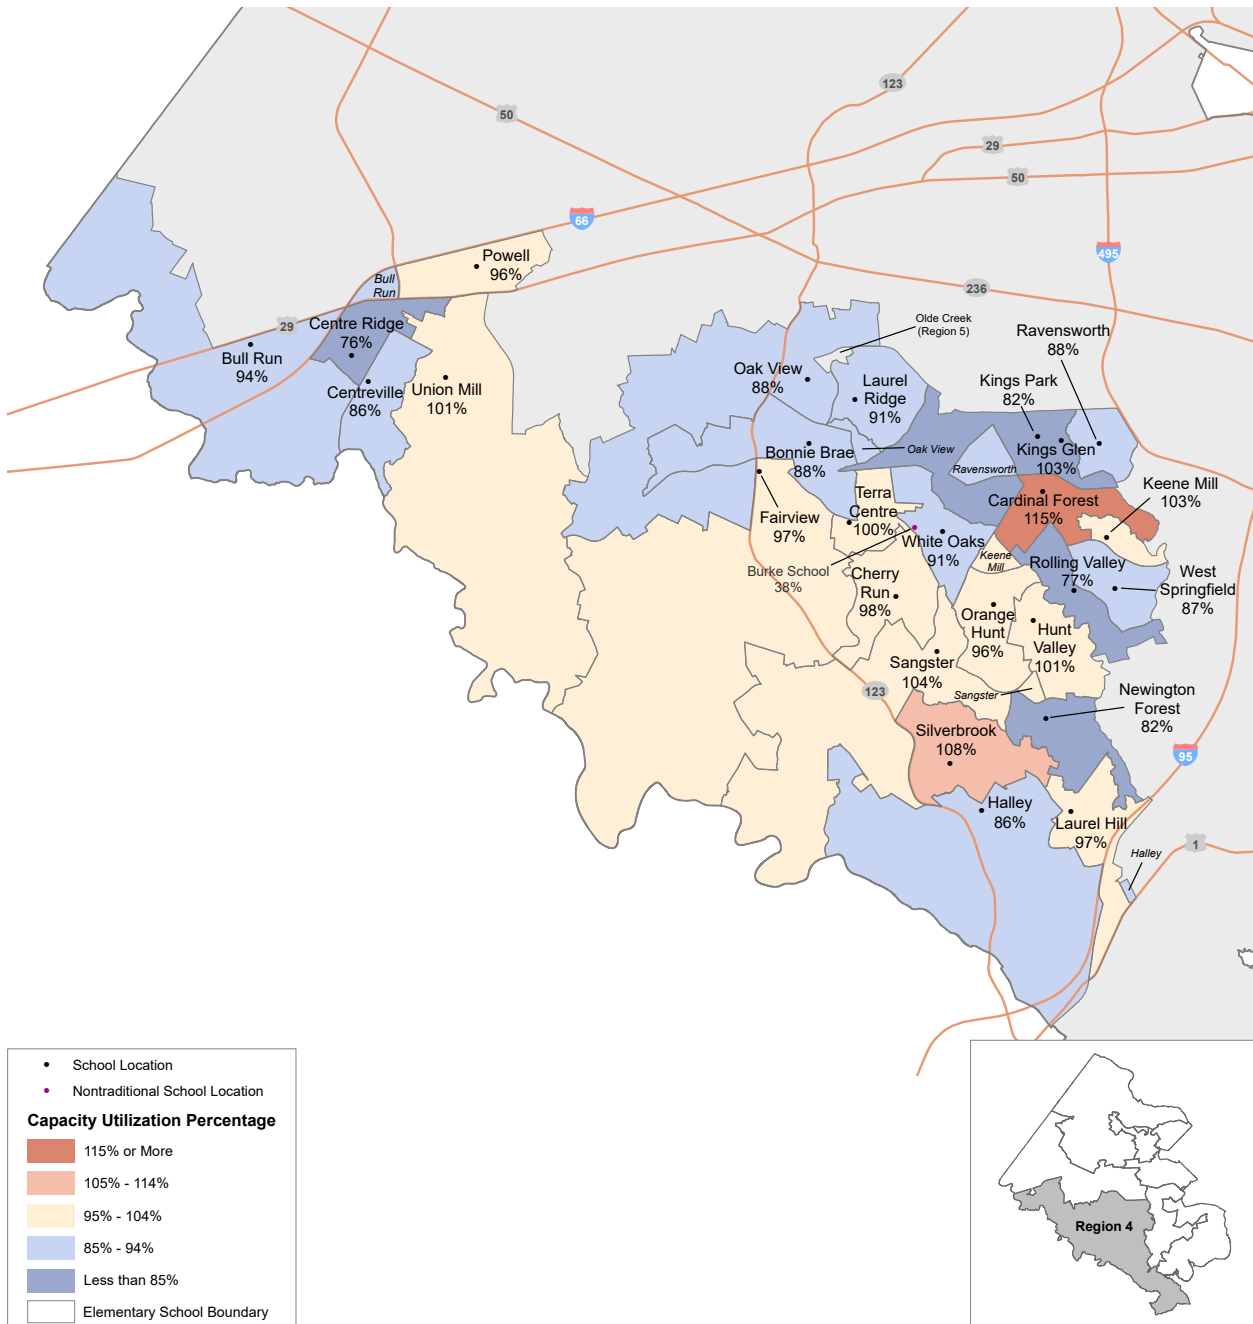 123
50
29
50
66
495
236
Powell
96%
Bull
Run
29
Centre Ridge
76%
Bull Run
94%
Centreville
86%
Union Mill
101%
Olde Creek
(Region 5)
Ravensworth
88%
Oak View
88%
Laurel
Ridge
91%
Kings Park
82%
Bonnie Brae
88%
Oak View
Ravensworth
Kings Glen
103%
Keene Mill
103%
Cardinal Forest
115%
Fairview
97%
Terra
Centre
100%
White Oaks
91%
Keene
Mill
Rolling Valley
77%
West
Springfield
87%
Burke School
38%
Cherry
Run
98%
Orange
Hunt
96%
Hunt
Valley
101%
Sangster
104%
Sangster
123
Newington
Forest
82%
Silverbrook
108%
95
Halley
86%
Laurel Hill
97%
Halley
1
School Location
Nontraditional School Location
Capacity Utilization Percentage
115% or More
105% - 114%
95% - 104%
85% - 94%
Less than 85%
Elementary School Boundary
Region 4